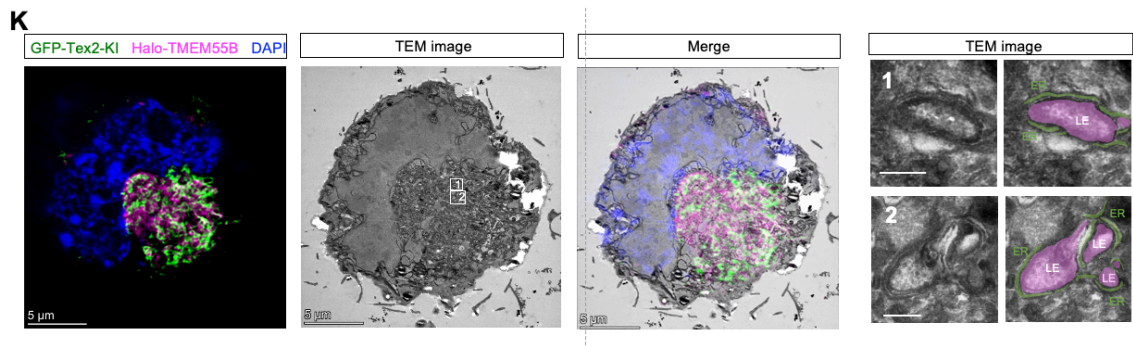 K
GFP-Tex2-KI Halo-TMEM55B DAPI
TEM image
Merge
TEM image
5 µm
1
2
5 µm
5 µm
1
ER
LE
ER
2
ER
ER
LE
LE
LE
ER